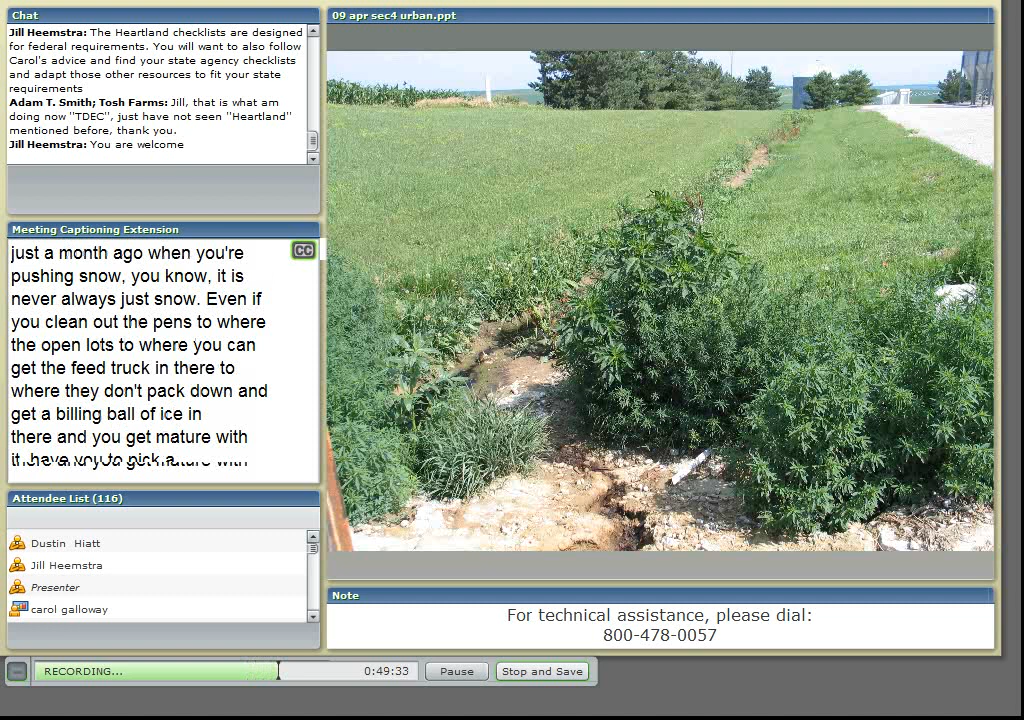 Chat
Jill Heemstra: The Heartland checklists are designed
for federal requirements. You will want to also follow
Carol's advice and find your state agency checklists
and adapt those other resources to fit your state
requirements
Adam T. Smith; Tosh Farms: Jill, that is what am
doing now "TDEC", just have not seen "Heartland"
mentioned before, thank you.
Jill Heemstra: You are welcome
Meeting Captioning Extension
CC
just a month ago when you're
pushing snow, you know, it is
never always just snow. Even if
you clean out the pens to where
the open lots to where you can
get the feed truck in there to
where they don't pack down and
get a billing ball of ice in
there and you get mature with
Attendee List (116)
Dustin Hiatt
Jill Heemstra
Presenter
carol galloway
09 apr sec4 urban.ppt
Note
For technical assistance, please dial:
800-478-0057
RECORDING...
0:49:33
Pause
Stop and Save